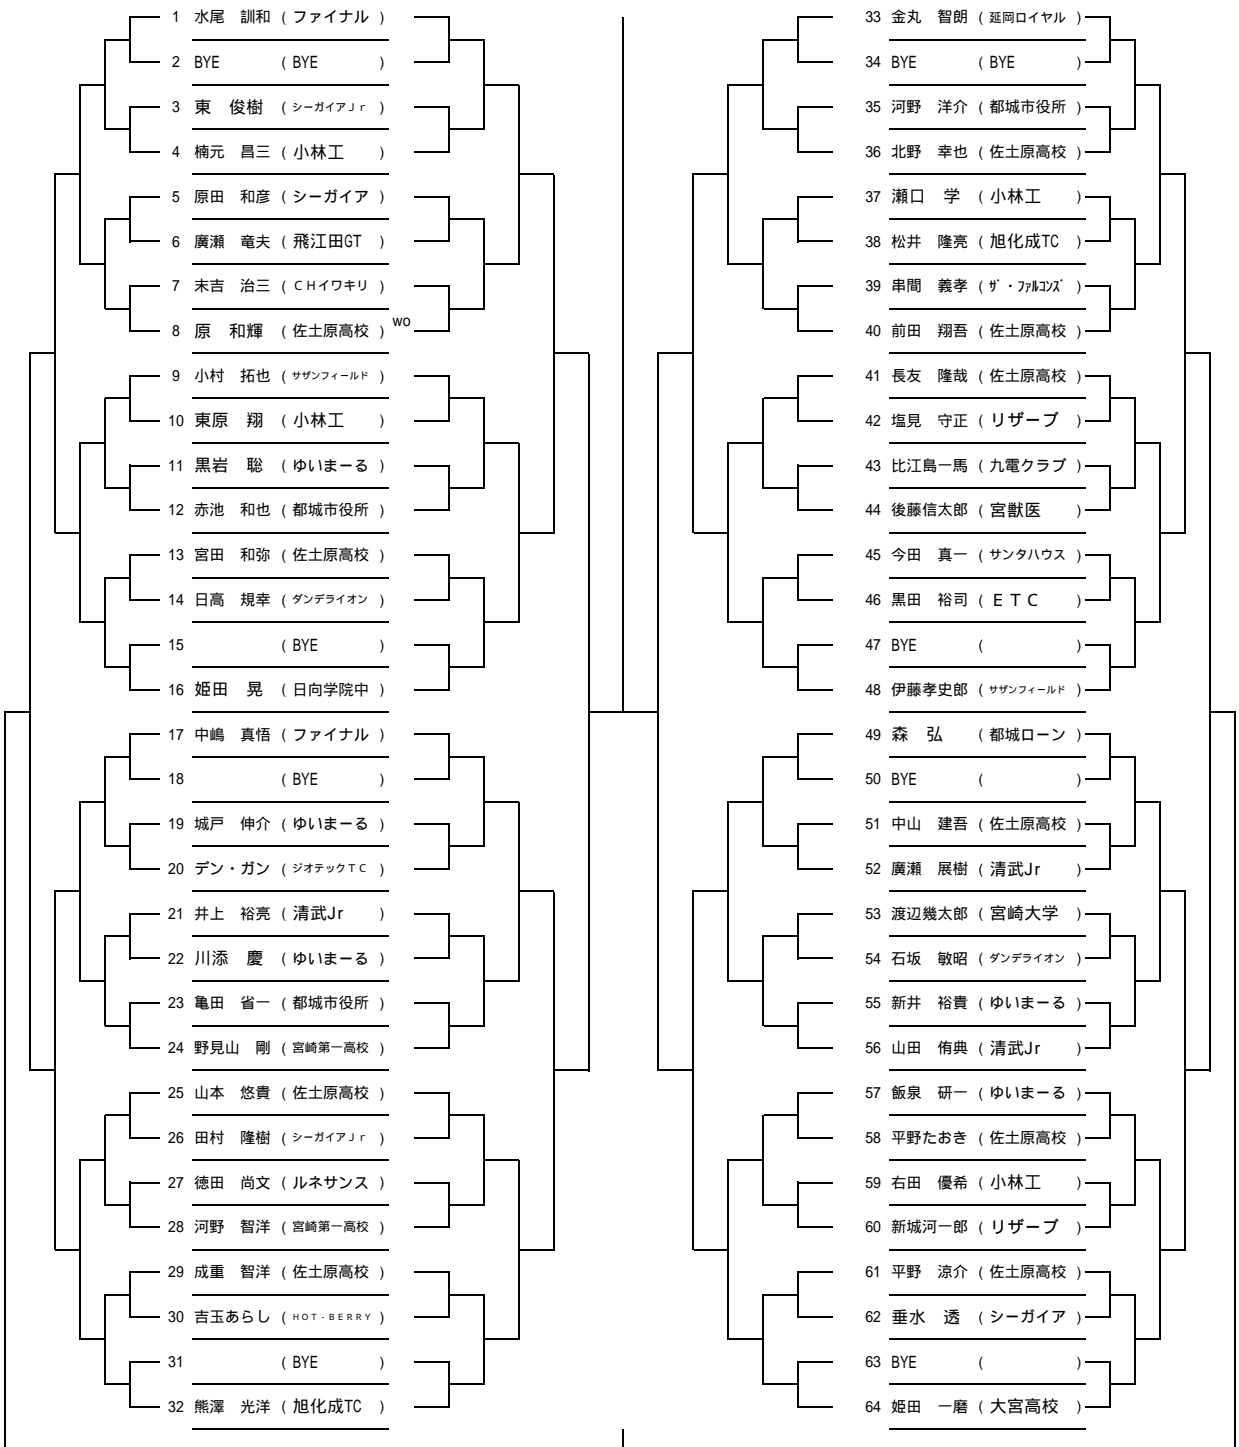 1 水尾　訓和 ( ファイナル )
2 BYE ( BYE )
3 東　俊樹 ( シーガイアＪｒ )
4 楠元　昌三 ( 小林工 )
5 原田　和彦 ( シーガイア )
6 廣瀬　竜夫 ( 飛江田GT )
7 末吉　治三 ( ＣＨイワキリ )
8 原　和輝 ( 佐土原高校 ) WO
9 小村　拓也 ( サザンフィールド )
10 東原　翔 ( 小林工 )
11 黒岩　聡 ( ゆいまーる )
12 赤池　和也 ( 都城市役所 )
13 宮田　和弥 ( 佐土原高校 )
14 日高　規幸 ( ダンデライオン )
15 ( BYE )
16 姫田　晃 ( 日向学院中 )
17 中嶋　真悟 ( ファイナル )
18 ( BYE )
19 城戸　伸介 ( ゆいまーる )
20 デン・ガン ( ジオテックＴＣ )
21 井上　裕亮 ( 清武Jr )
22 川添　慶 ( ゆいまーる )
23 亀田　省一 ( 都城市役所 )
24 野見山　剛 ( 宮崎第一高校 )
25 山本　悠貴 ( 佐土原高校 )
26 田村　隆樹 ( シーガイアＪｒ )
27 徳田　尚文 ( ルネサンス )
28 河野　智洋 ( 宮崎第一高校 )
29 成重　智洋 ( 佐土原高校 )
30 吉玉あらし ( ＨＯＴ-ＢＥＲＲＹ )
31 ( BYE )
32 熊澤　光洋 ( 旭化成TC )
33 金丸　智朗 ( 延岡ロイヤル )
34 BYE ( BYE )
35 河野　洋介 ( 都城市役所 )
36 北野　幸也 ( 佐土原高校 )
37 瀬口　学 ( 小林工 )
38 松井　隆亮 ( 旭化成TC )
39 串間　義孝 ( ｻﾞ・ﾌｧﾙｺﾝｽﾞ )
40 前田　翔吾 ( 佐土原高校 )
41 長友　隆哉 ( 佐土原高校 )
42 塩見　守正 ( リザーブ )
43 比江島一馬 ( 九電クラブ )
44 後藤信太郎 ( 宮獣医 )
45 今田　真一 ( サンタハウス )
46 黒田　裕司 ( ＥＴＣ )
47 BYE ( )
48 伊藤孝史郎 ( サザンフィールド )
49 森　弘 ( 都城ローン )
50 BYE ( )
51 中山　建吾 ( 佐土原高校 )
52 廣瀬　展樹 ( 清武Jr )
53 渡辺幾太郎 ( 宮崎大学 )
54 石坂　敏昭 ( ダンデライオン )
55 新井　裕貴 ( ゆいまーる )
56 山田　侑典 ( 清武Jr )
57 飯泉　研一 ( ゆいまーる )
58 平野たおき ( 佐土原高校 )
59 右田　優希 ( 小林工 )
60 新城河一郎 ( リザーブ )
61 平野　涼介 ( 佐土原高校 )
62 垂水　透 ( シーガイア )
63 BYE ( )
64 姫田　一磨 ( 大宮高校 )